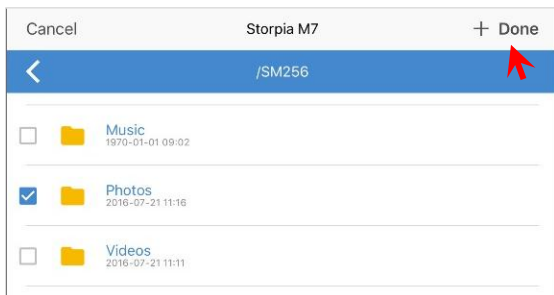 Cancel Storpia M7 + Done
/SM256
Music
1970-01-01 09:02
Photos
2016-07-21 11:16
Videos
2016-07-21 11:11